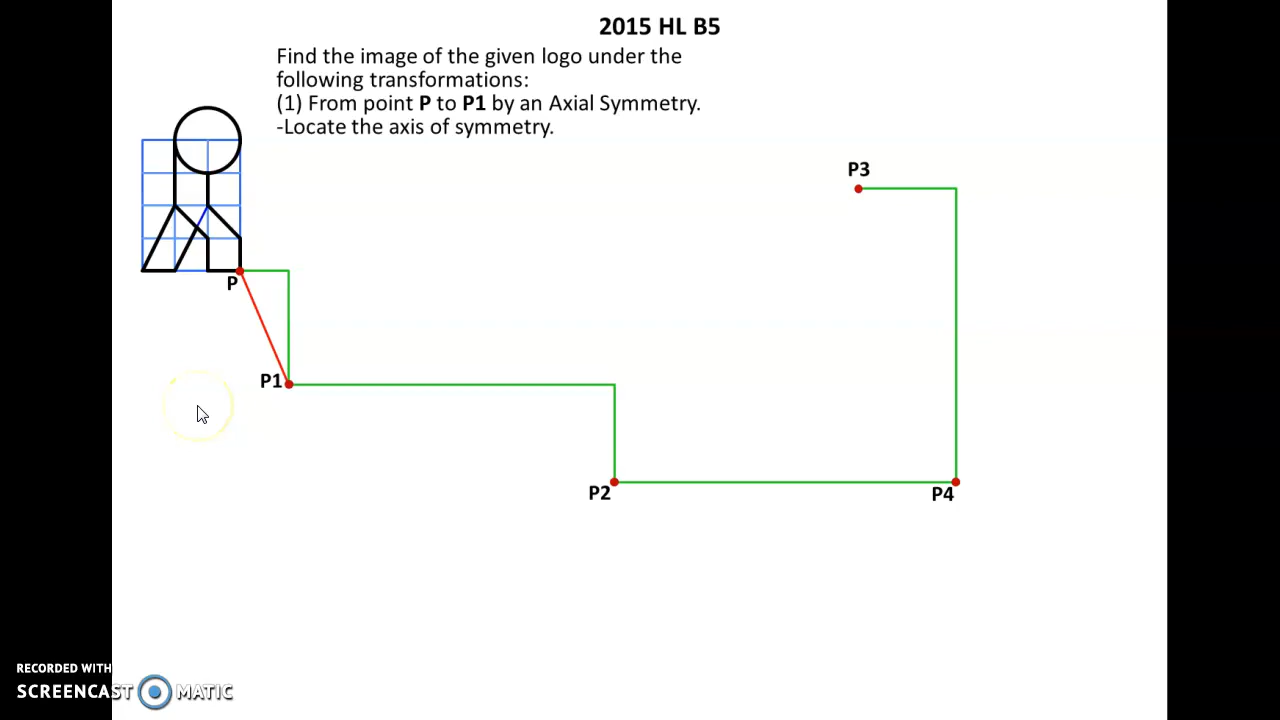 2015 HL B5
Find the image of the given logo under the
following transformations:
(1) From point P to P1 by an Axial Symmetry.
-Locate the axis of symmetry.
P3
P
P1
P2
P4
RECORDED WITH
SCREENCAST MATIC